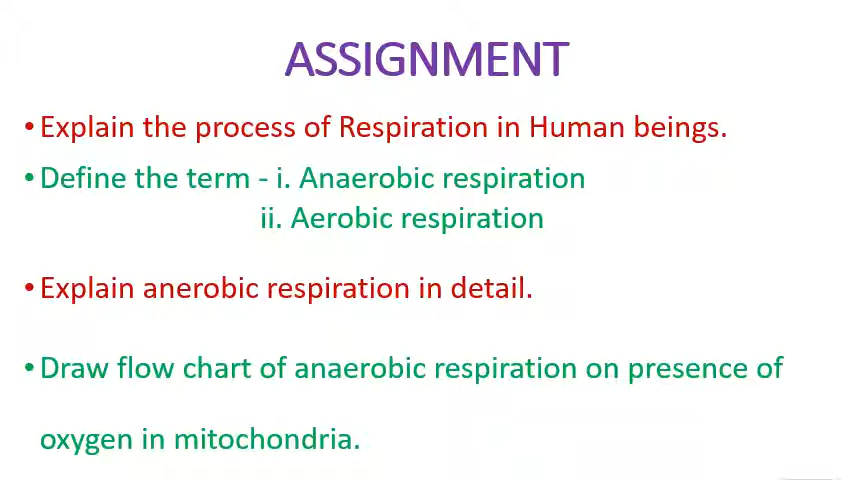 ASSIGNMENT
•Explain the process of Respiration in Human beings.
•Define the term - i. Anaerobic respiration
ii. Aerobic respiration
•Explain anerobic respiration in detail.
•Draw flow chart of anaerobic respiration on presence of
oxygen in mitochondria.